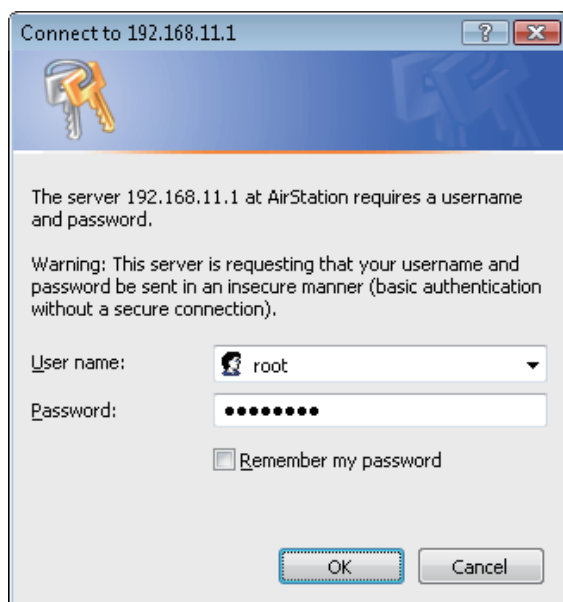 Connect to 192.168.11.1
The server 192.168.11.1 at AirStation requires a username
and password.
Warning: This server is requesting that your username and
password be sent in an insecure manner (basic authentication
without a secure connection).
User name:
root
Password:
••••••••
Remember my password
OK
Cancel